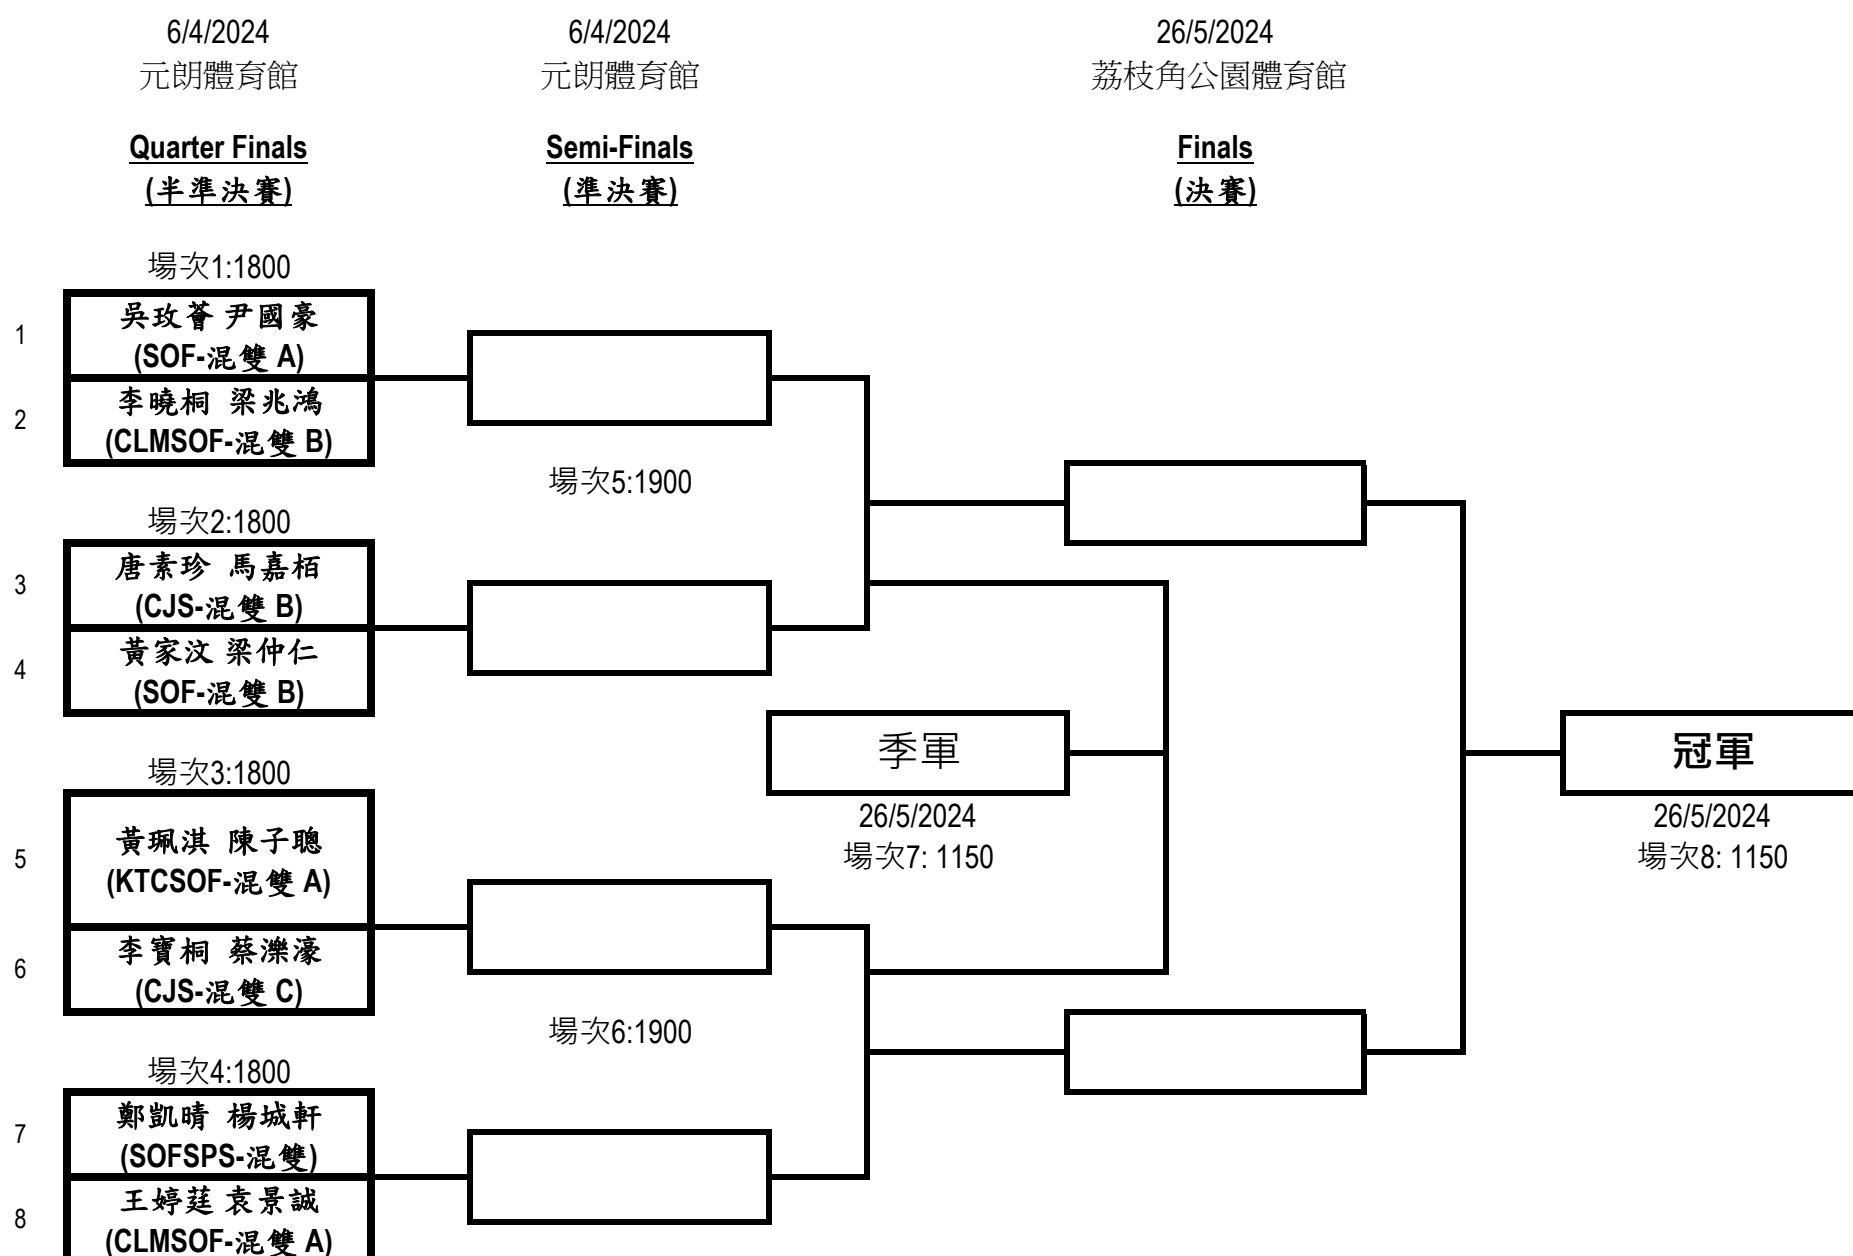 6/4/2024
元朗體育館
Quarter Finals
(半準決賽)
6/4/2024
元朗體育館
Semi-Finals
(準決賽)
26/5/2024
荔枝角公園體育館
Finals
(決賽)
場次1:1800
1
吳玫薈 尹國豪
(SOF-混雙 A)
2
李曉桐 梁兆鴻
(CLMSOF-混雙 B)
場次5:1900
場次2:1800
3
唐素珍 馬嘉栢
(CJS-混雙 B)
4
黃家汶 梁仲仁
(SOF-混雙 B)
季軍
26/5/2024
場次7: 1150
冠軍
26/5/2024
場次8: 1150
場次3:1800
5
黃珮淇 陳子聰
(KTCSOF-混雙 A)
6
李寶桐 蔡濼濠
(CJS-混雙 C)
場次6:1900
場次4:1800
7
鄭凱晴 楊城軒
(SOFSPS-混雙)
8
王婷莛 袁景誠
(CLMSOF-混雙 A)